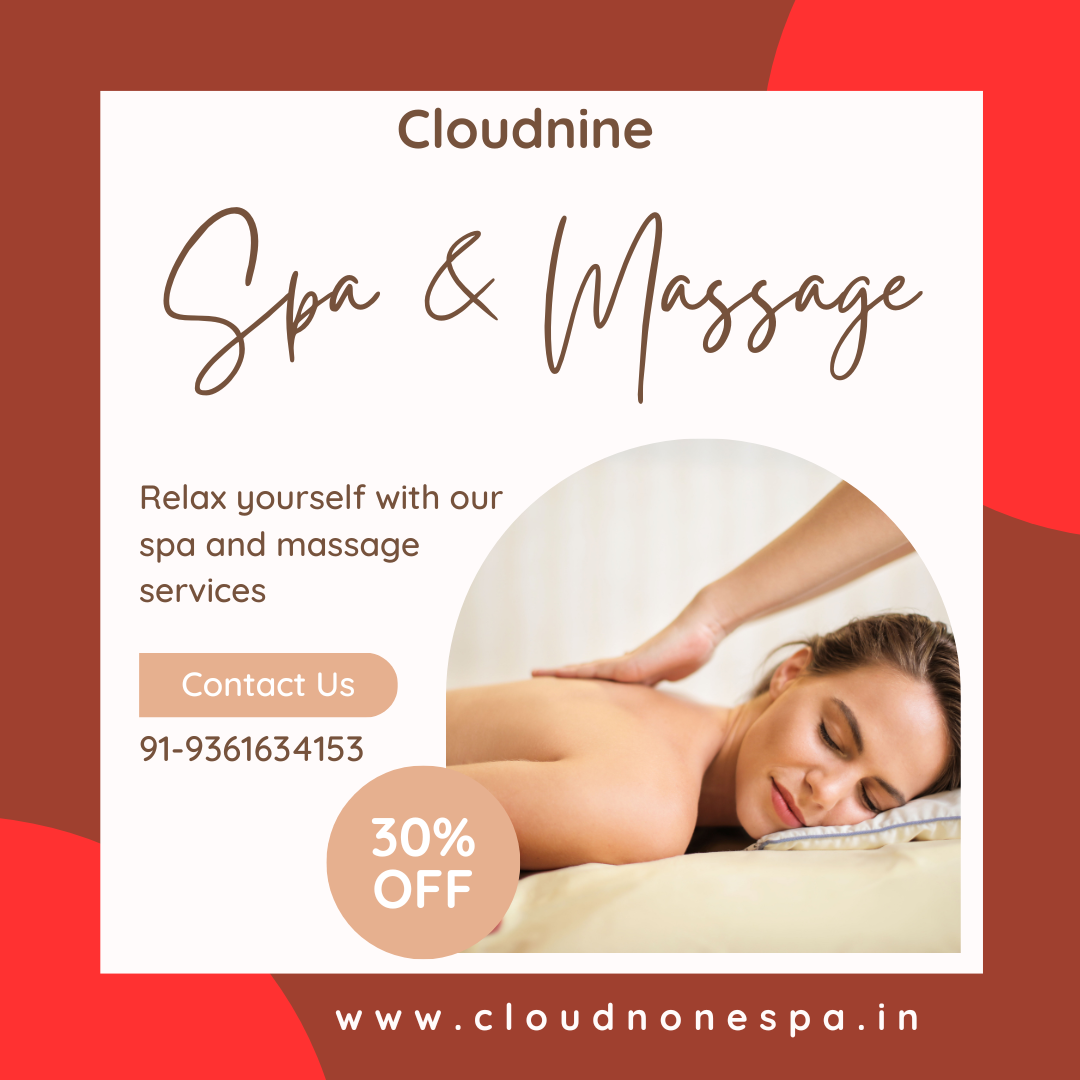 Cloudnine
Spa & Massage
Relax yourself with our
spa and massage
services
Contact Us
91-9361634153
30%
OFF
www.cloudnonespa.in